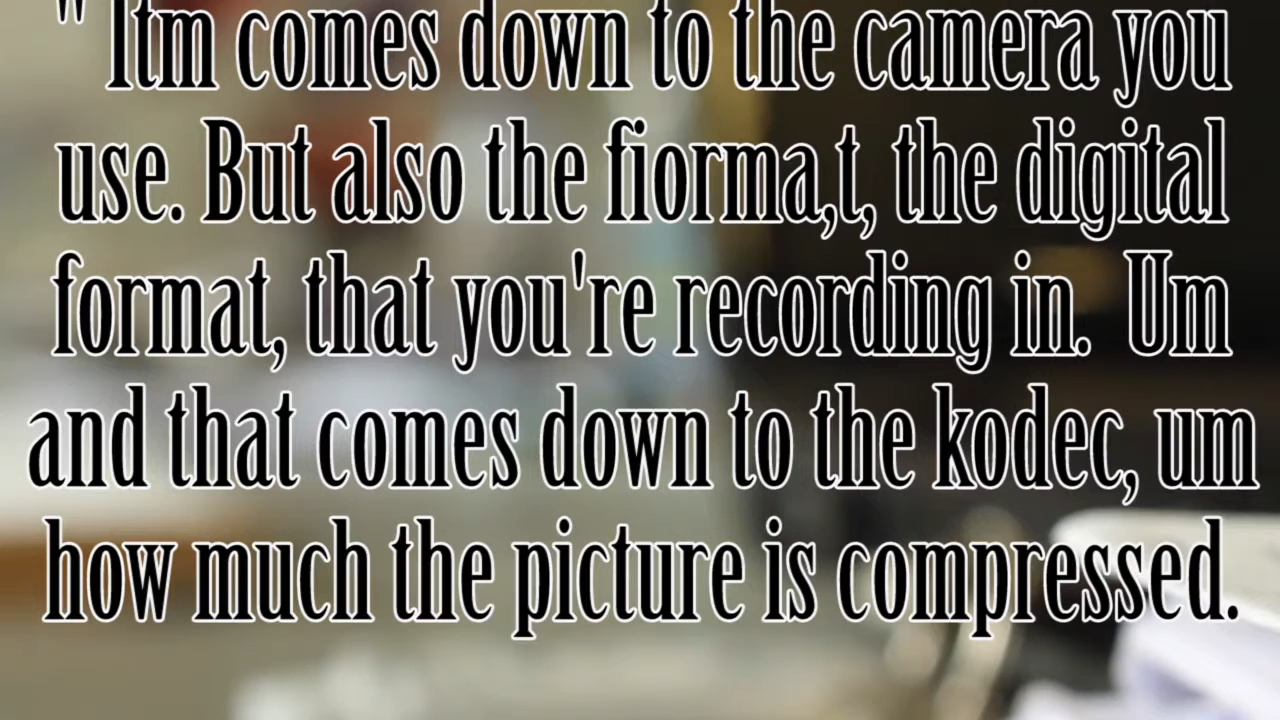 " Itm comes down to the camera you
use. But also the fiorma,t, the digital
format, that you're recording in.  Um
and that comes down to the kodec, um
how much the picture is compressed.